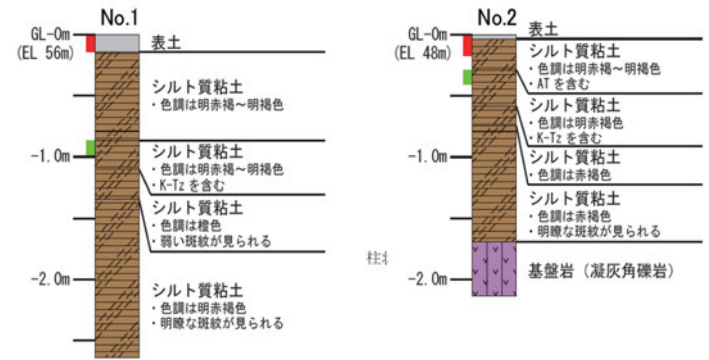 No.1
GL-0m
(EL 56m)
表土
シルト質粘土
・色調は明赤褐～明褐色
-1.0m
シルト質粘土
・色調は明赤褐～明褐色
・K-Tz を含む
シルト質粘土
・色調は橙色
・弱い斑紋が見られる
-2.0m
シルト質粘土
・色調は明赤褐色
・明瞭な斑紋が見られる
No.2
GL-0m
(EL 48m)
表土
シルト質粘土
・色調は明赤褐～明褐色
・AT を含む
シルト質粘土
・色調は明赤褐色
・K-Tz を含む
-1.0m
シルト質粘土
・色調は赤褐色
シルト質粘土
・色調は赤褐色
・明瞭な斑紋が見られる
柱
-2.0m
基盤岩（凝灰角礫岩）